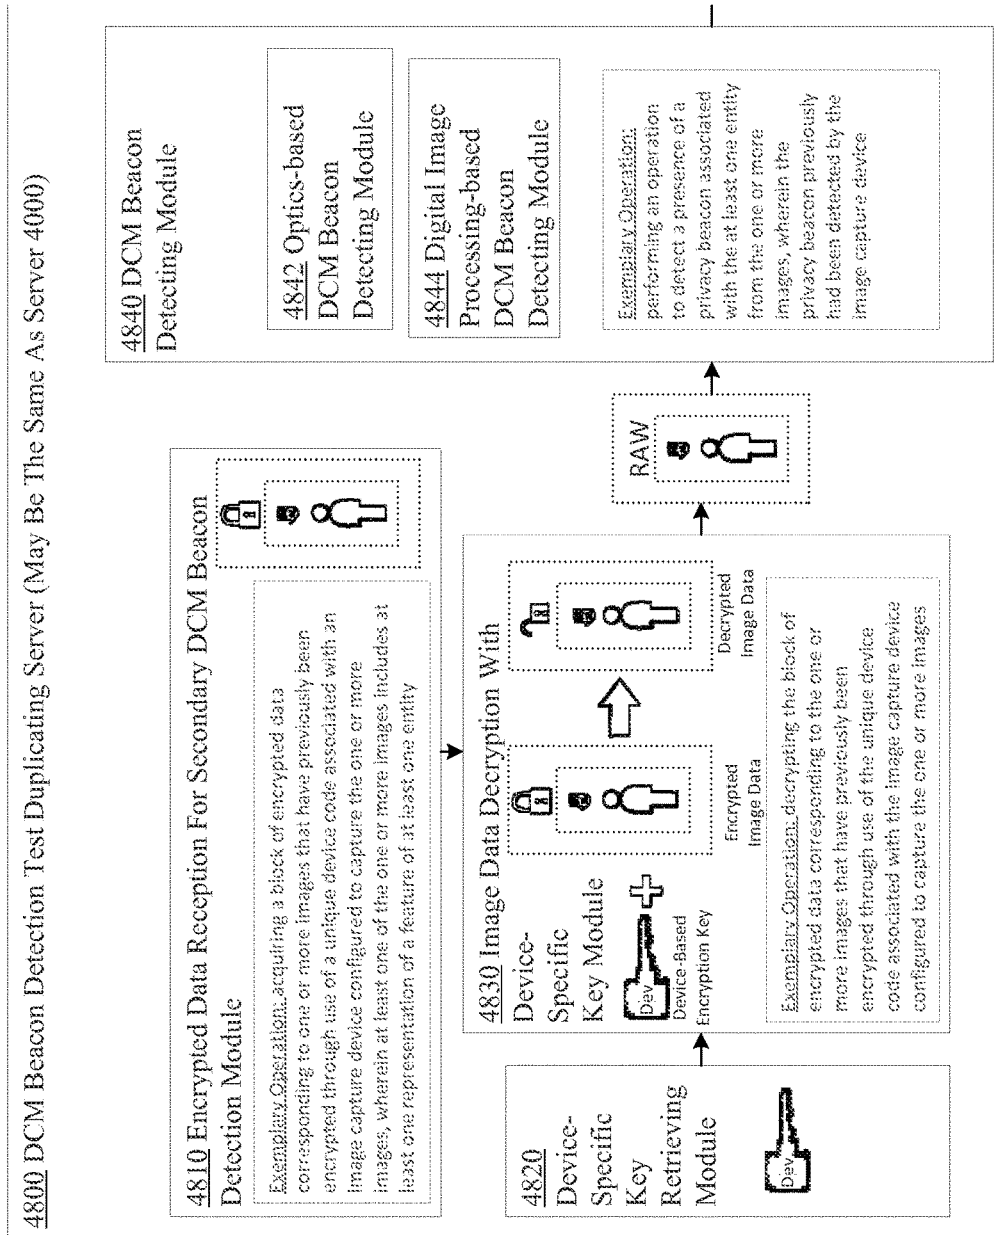 4800 DCM Beacon Detection Test Duplicating Server (May Be The Same As Server 4000)
4810 Encrypted Data Reception For Secondary DCM Beacon
Detection Module
Exemplary Operation: acquiring a block of encrypted data
corresponding to one or more images that have previously been
encrypted through use of a unique device code associated with an
image capture device configured to capture the one or more
images, wherein at least one of the one or more images includes at
least one representation of a feature of at least one entity
4820
Device-
Specific
Key
Retrieving
Module
Dev
4830 Image Data Decryption With
Device-
Specific
Key Module
Dev
Device-Based
Encryption Key
Encrypted
Image Data
Decrypted
Image Data
Exemplary Operation: decrypting the block of
encrypted data corresponding to the one or
more images that have previously been
encrypted through use of the unique device
code associated with the image capture device
configured to capture the one or more images
RAW
4840 DCM Beacon
Detecting Module
4842 Optics-based
DCM Beacon
Detecting Module
4844 Digital Image
Processing-based
DCM Beacon
Detecting Module
Exemplary Operation:
performing an operation
to detect a presence of a
privacy beacon associated
with the at least one entity
from the one or more
images, wherein the
privacy beacon previously
had been detected by the
image capture device